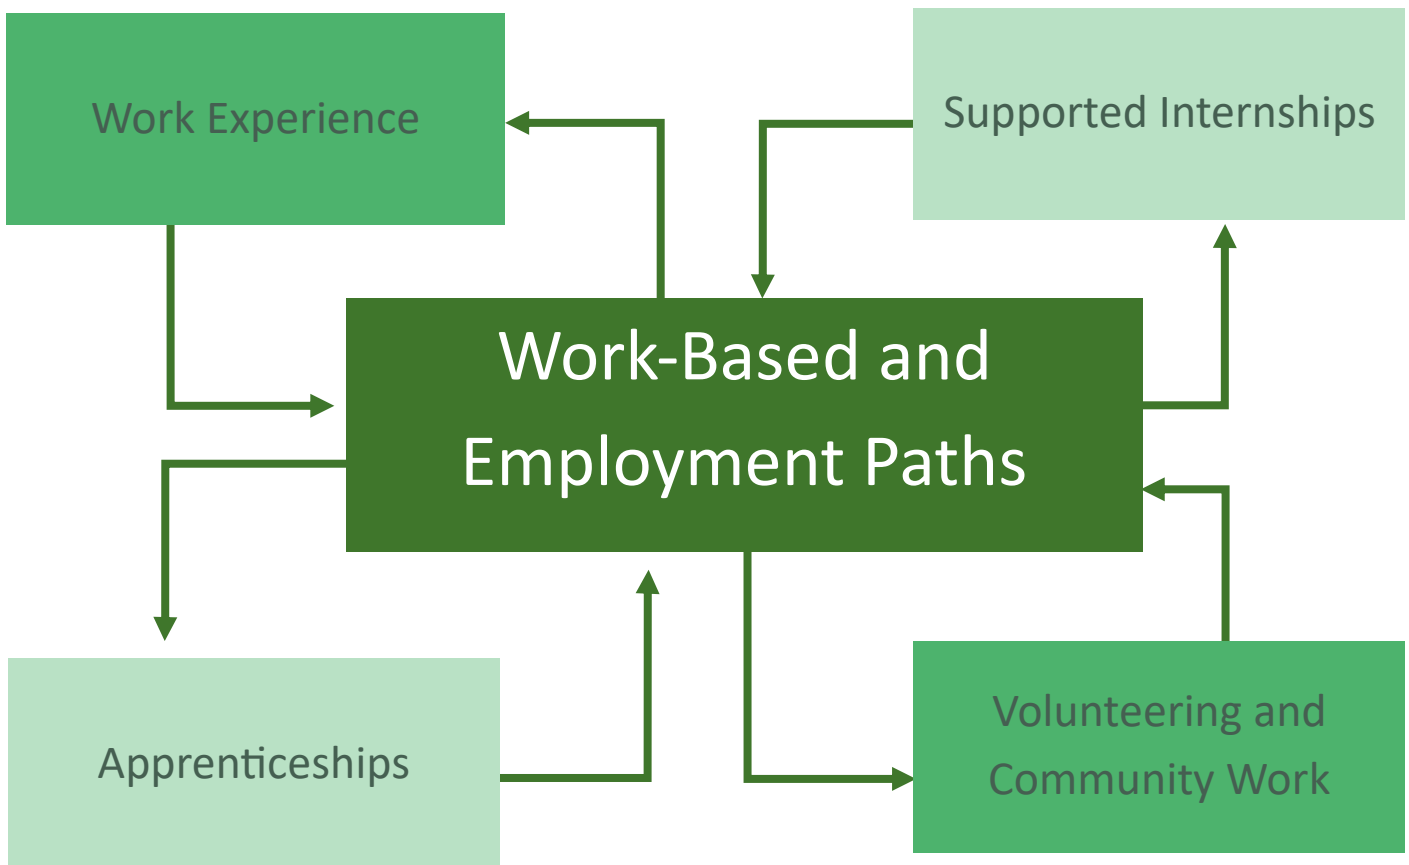 Work Experience
Supported Internships
Work-Based and
Employment Paths
Apprenticeships
Volunteering and
Community Work